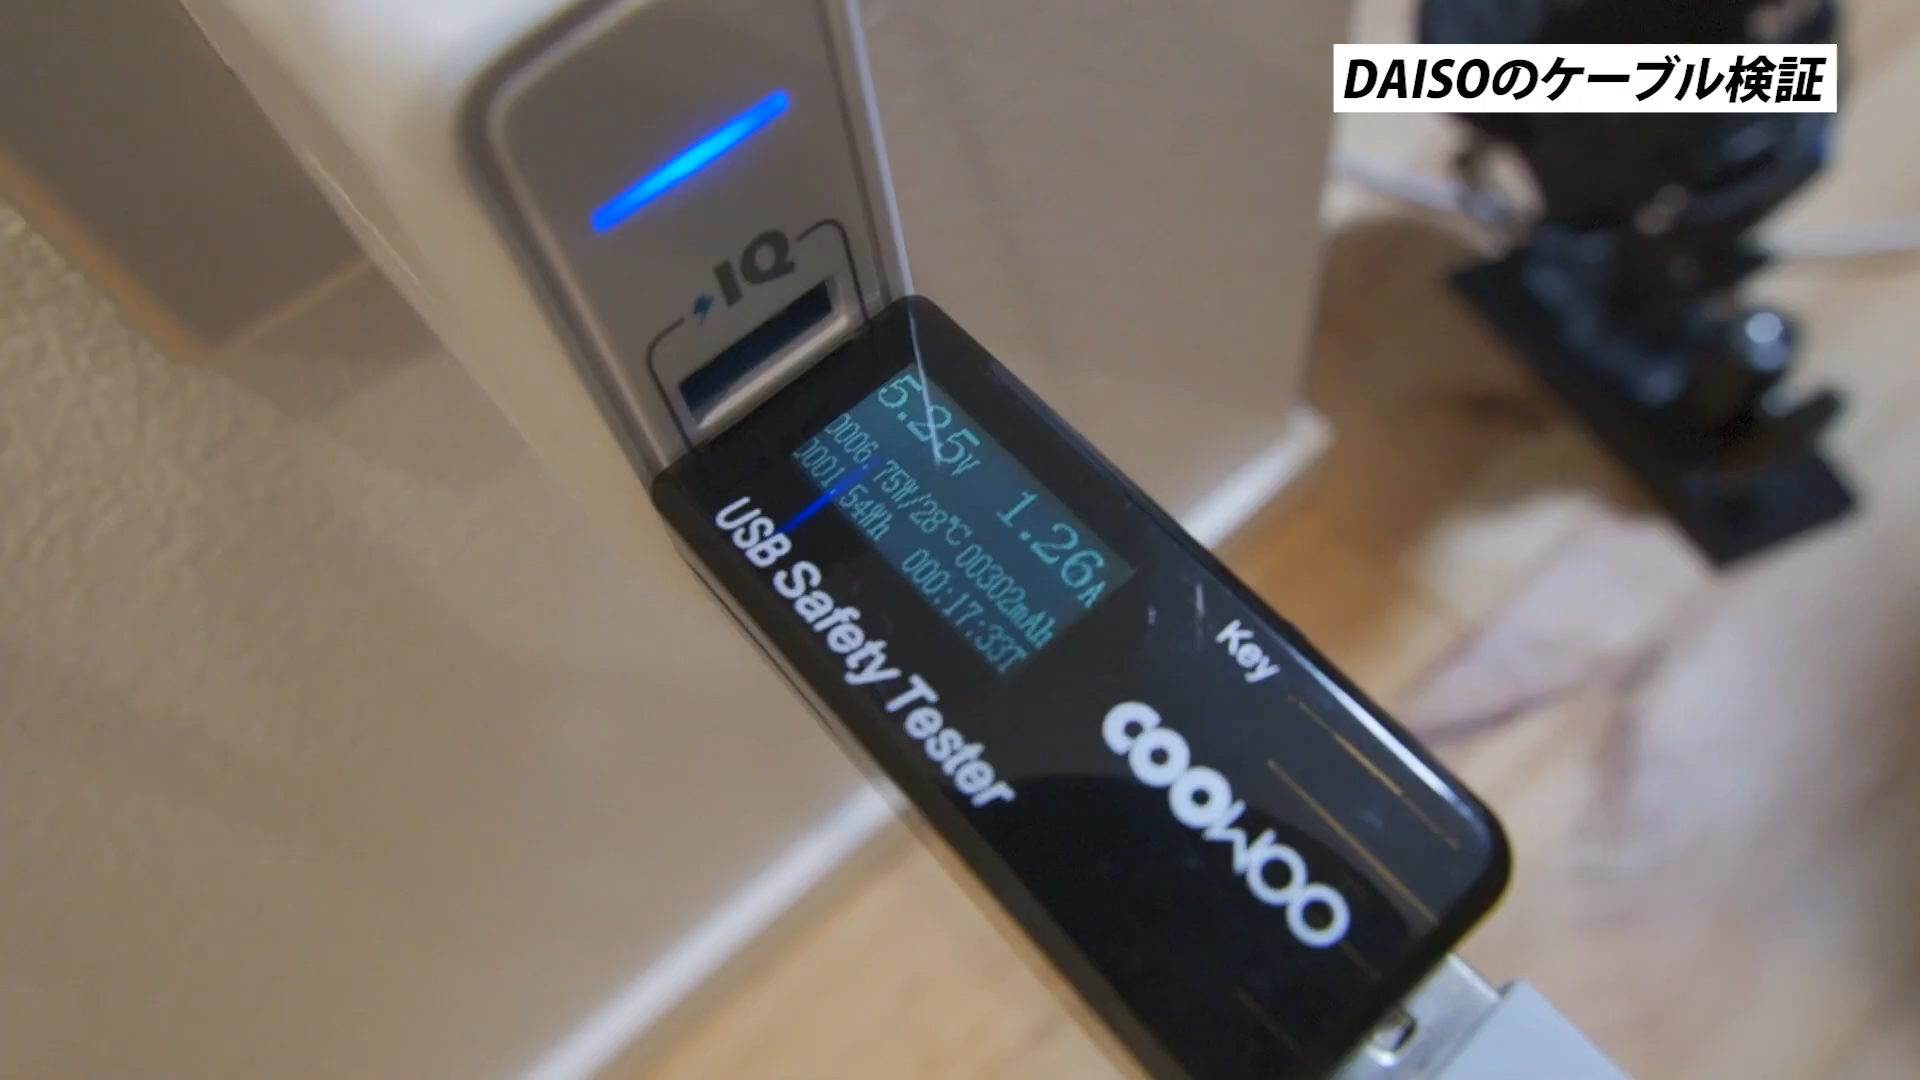 DAISOのケーブル検証
IQ
5.25V 1.26A
0006.75W/28℃ 00302mAh
0001.54Wh 000:17:33T
USB Safety Tester
Key
COOWOO